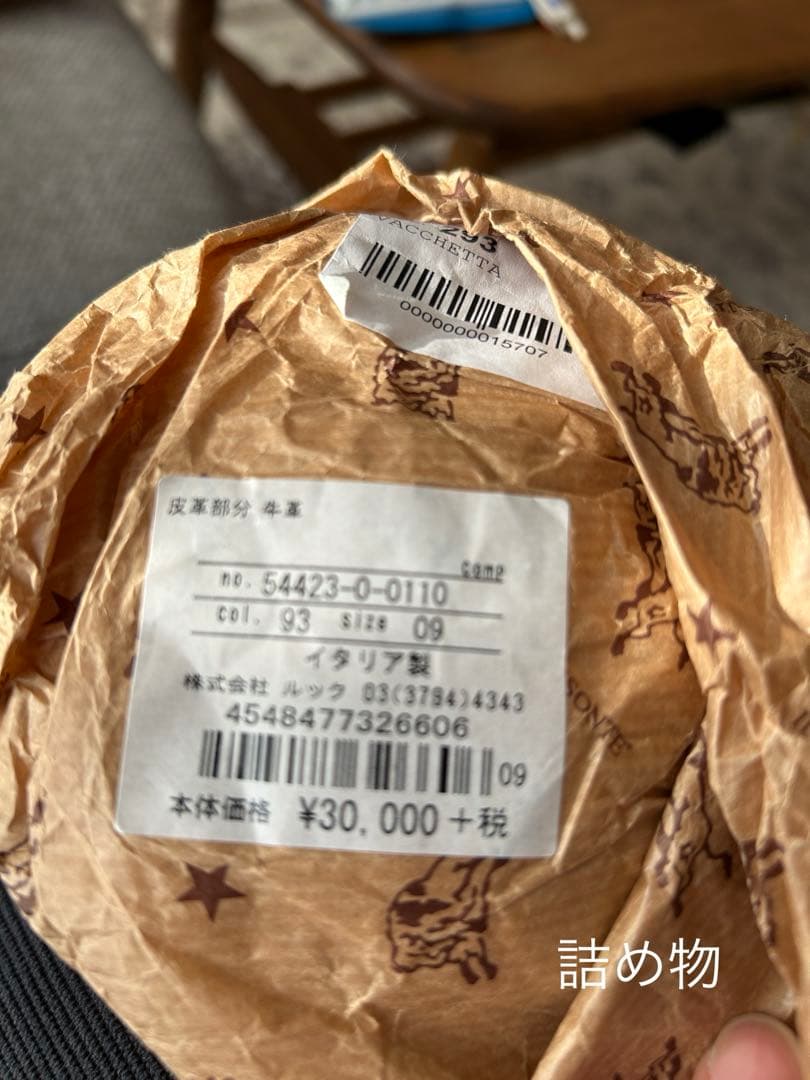 293
VACCHETTA
0000000015707
皮革部分 牛革
Comp
no. 54423-0-0110
col. 93 size 09
イタリア製
株式会社 ルック 03(3794)4343
4548477326606
09
本体価格 ¥30,000+税
SONTE
詰め物